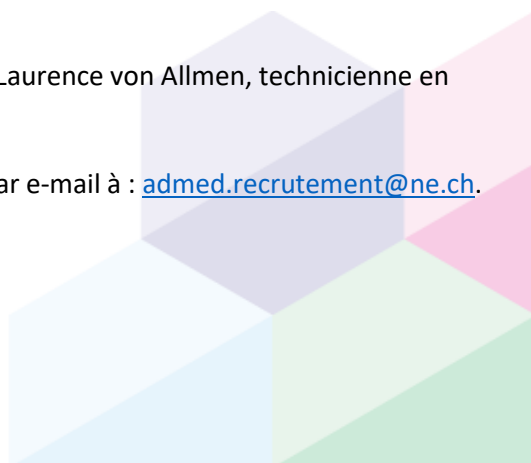 Laurence von Allmen, technicienne en
ar e-mail à : admed.recrutement@ne.ch.